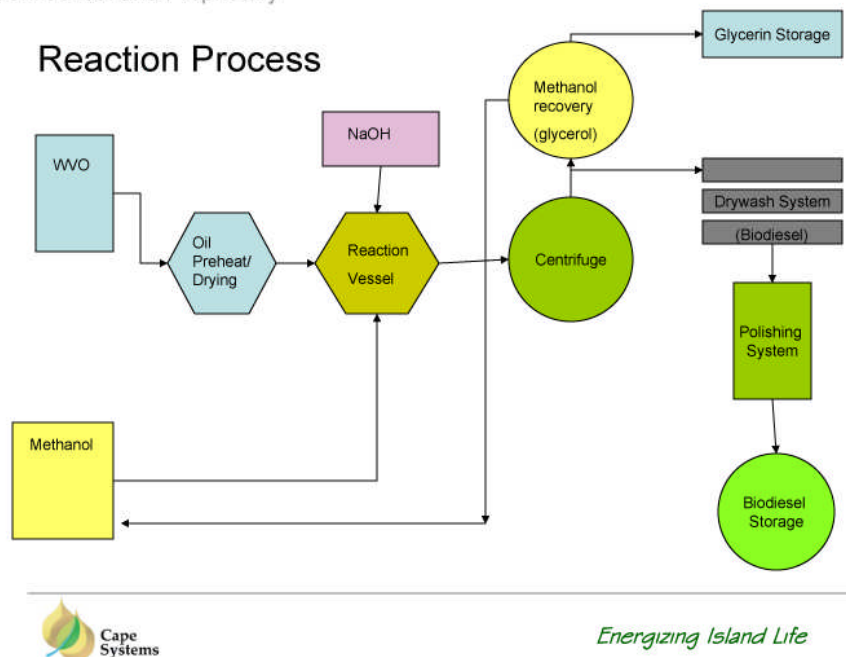 Reaction Process
Glycerin Storage
Methanol
recovery
(glycerol)
NaOH
WVO
Drywash System
(Biodiesel)
Oil
Preheat/
Drying
Reaction
Vessel
Centrifuge
Polishing
System
Methanol
Biodiesel
Storage
Cape
Systems
Energizing Island Life